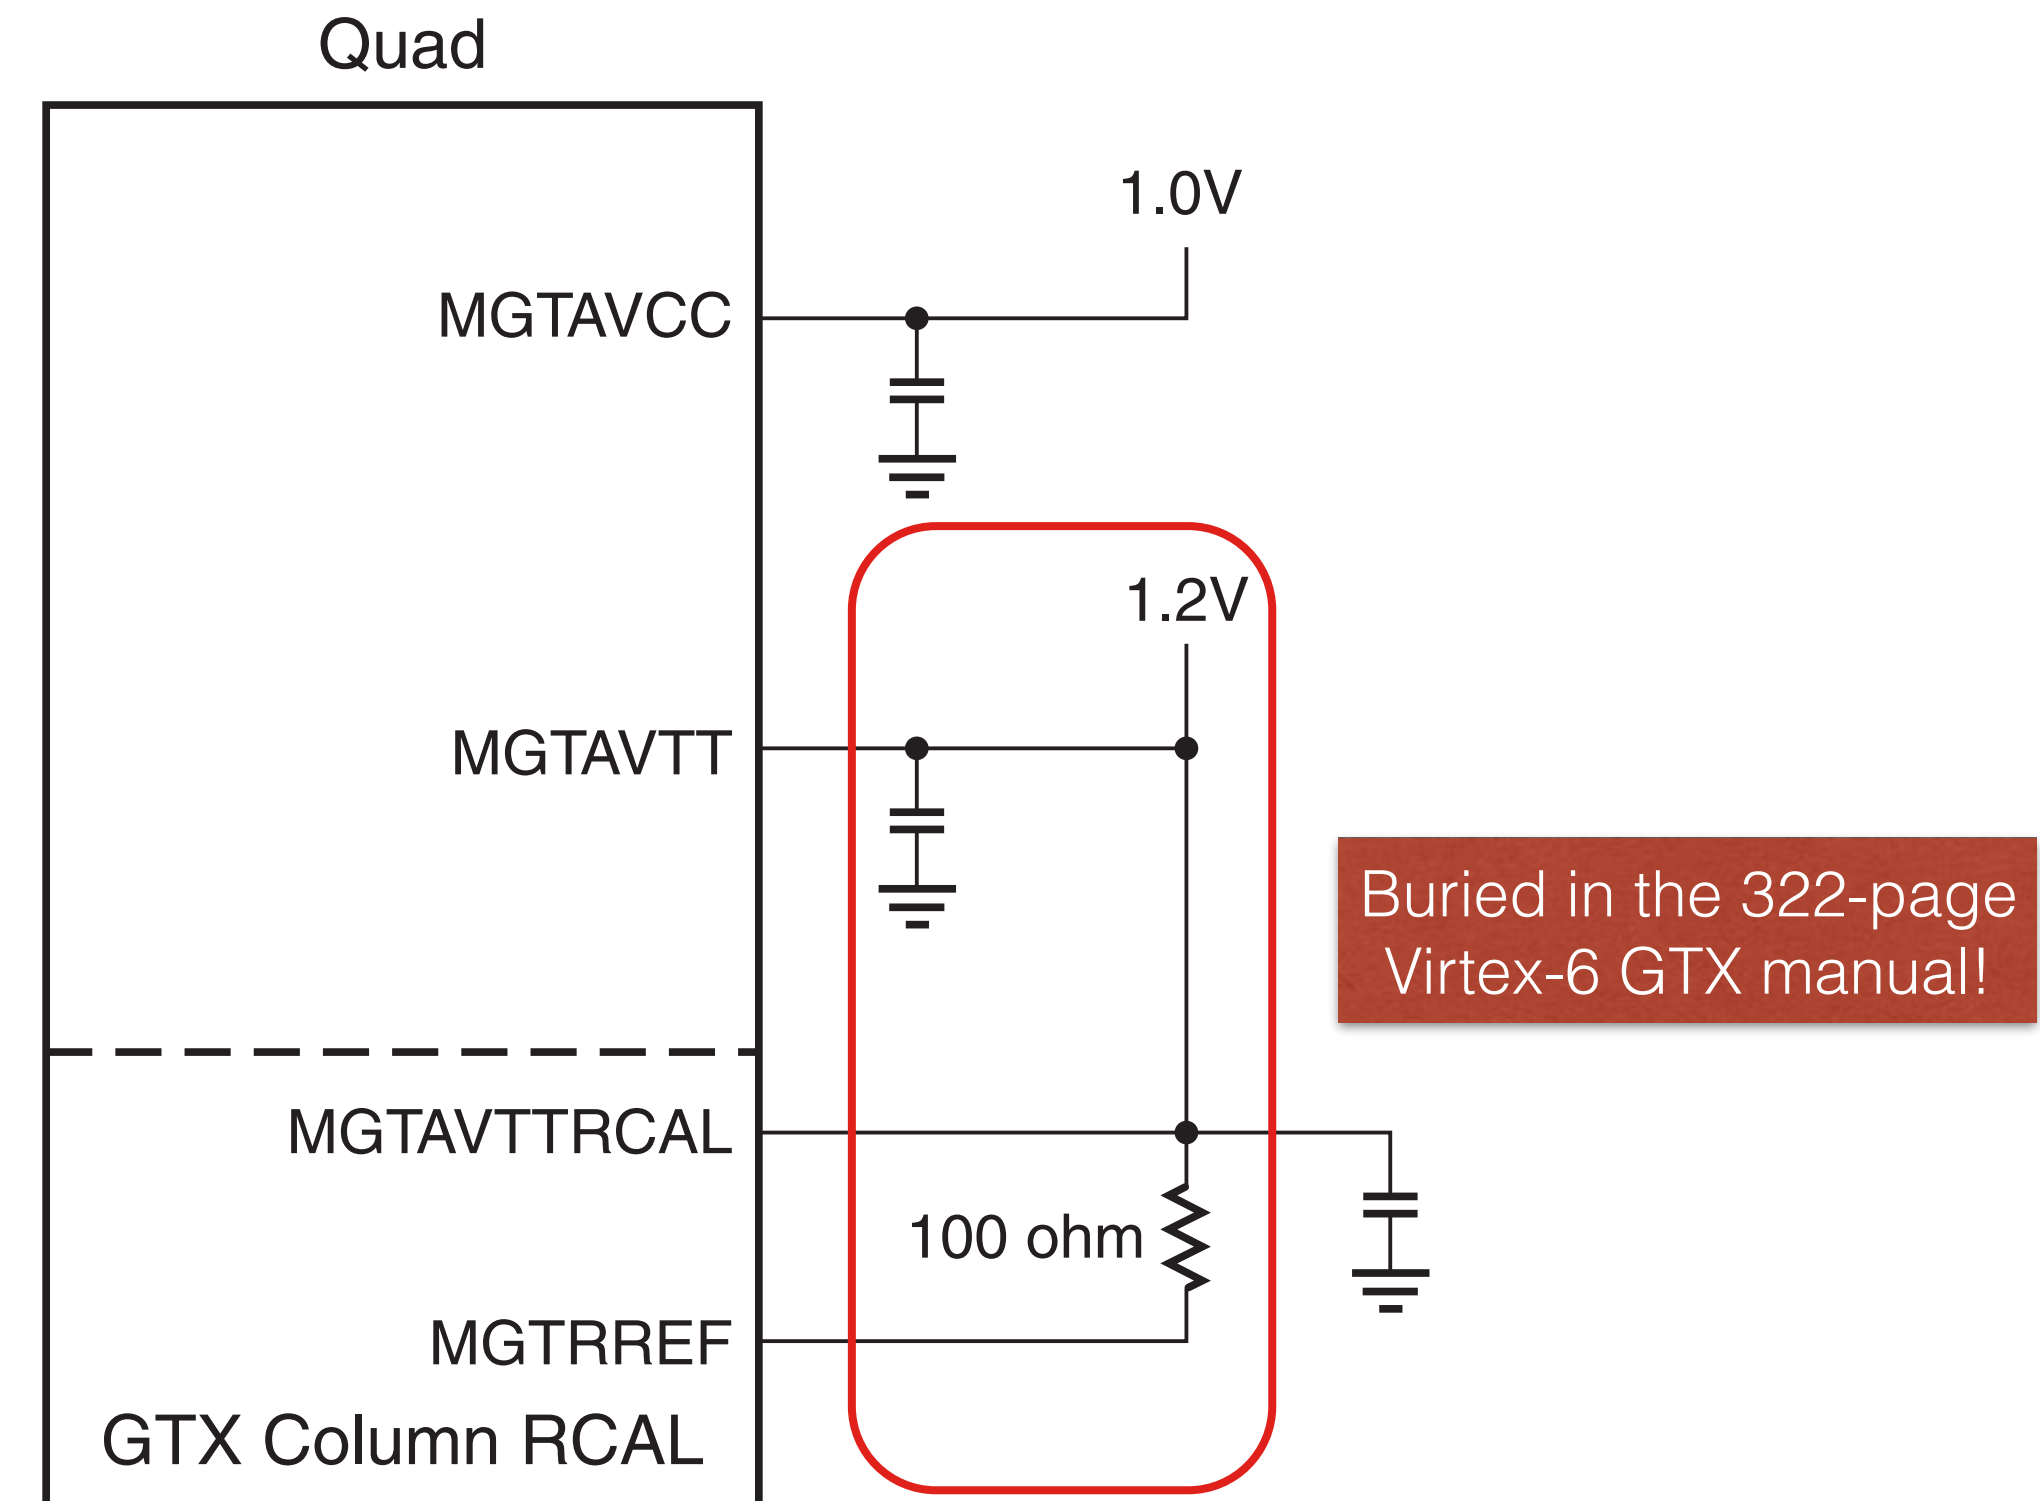 Quad
1.0V
MGTAVCC
1.2V
MGTAVTT
Buried in the 322-page
Virtex-6 GTX manual!
MGTAVTTRCAL
100 ohm
MGTRREF
GTX Column RCAL